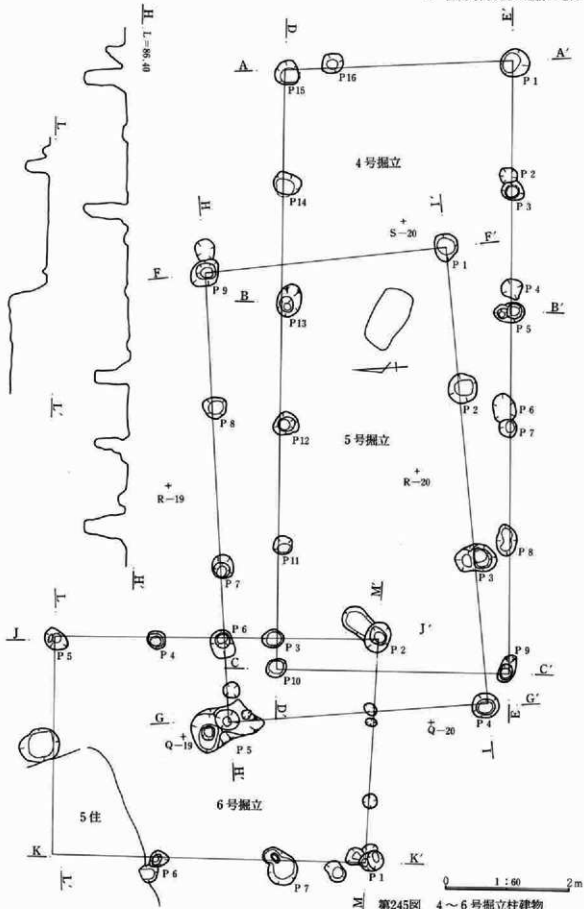 H
L=86.40
D
E'
A
P16
P15
A'
P1
L
4号掘立
P2
P3
P14
H
I'
S-20
F'
F
P9
P1
B
P13
P4
B'
P5
L'
P8
P12
P2
P6
P7
5号掘立
R-19
R-20
P11
P8
P3
H'
P7
L
M'
J
P5
P4
P6
P3
P2
J'
C
P10
P9
C'
G
D'
Q-19
P5
H'
Q-20
P4
G'
E
I
6号掘立
5住
K
L'
P6
P7
P1
K'
M
0
1:60
2m
第245図 4～6号掘立柱建物